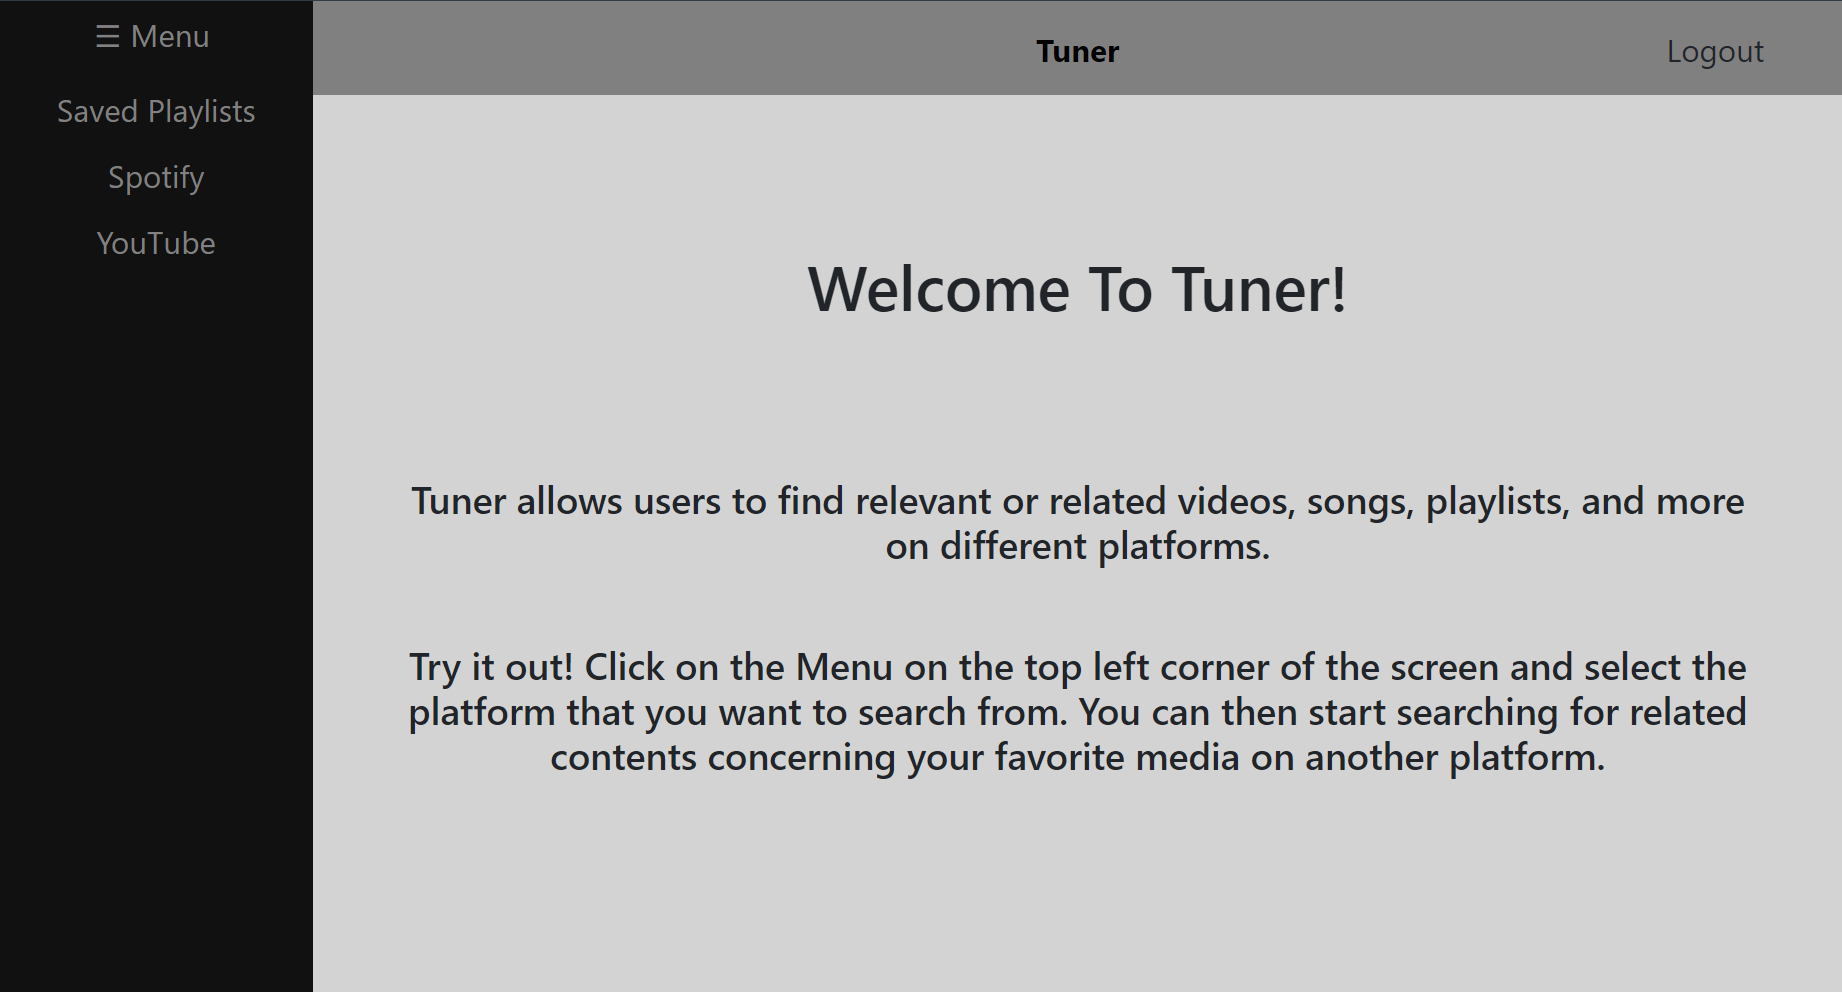 ☰ Menu
Saved Playlists
Spotify
YouTube
Tuner
Logout
Welcome To Tuner!
Tuner allows users to find relevant or related videos, songs, playlists, and more
on different platforms.
Try it out! Click on the Menu on the top left corner of the screen and select the
platform that you want to search from. You can then start searching for related
contents concerning your favorite media on another platform.